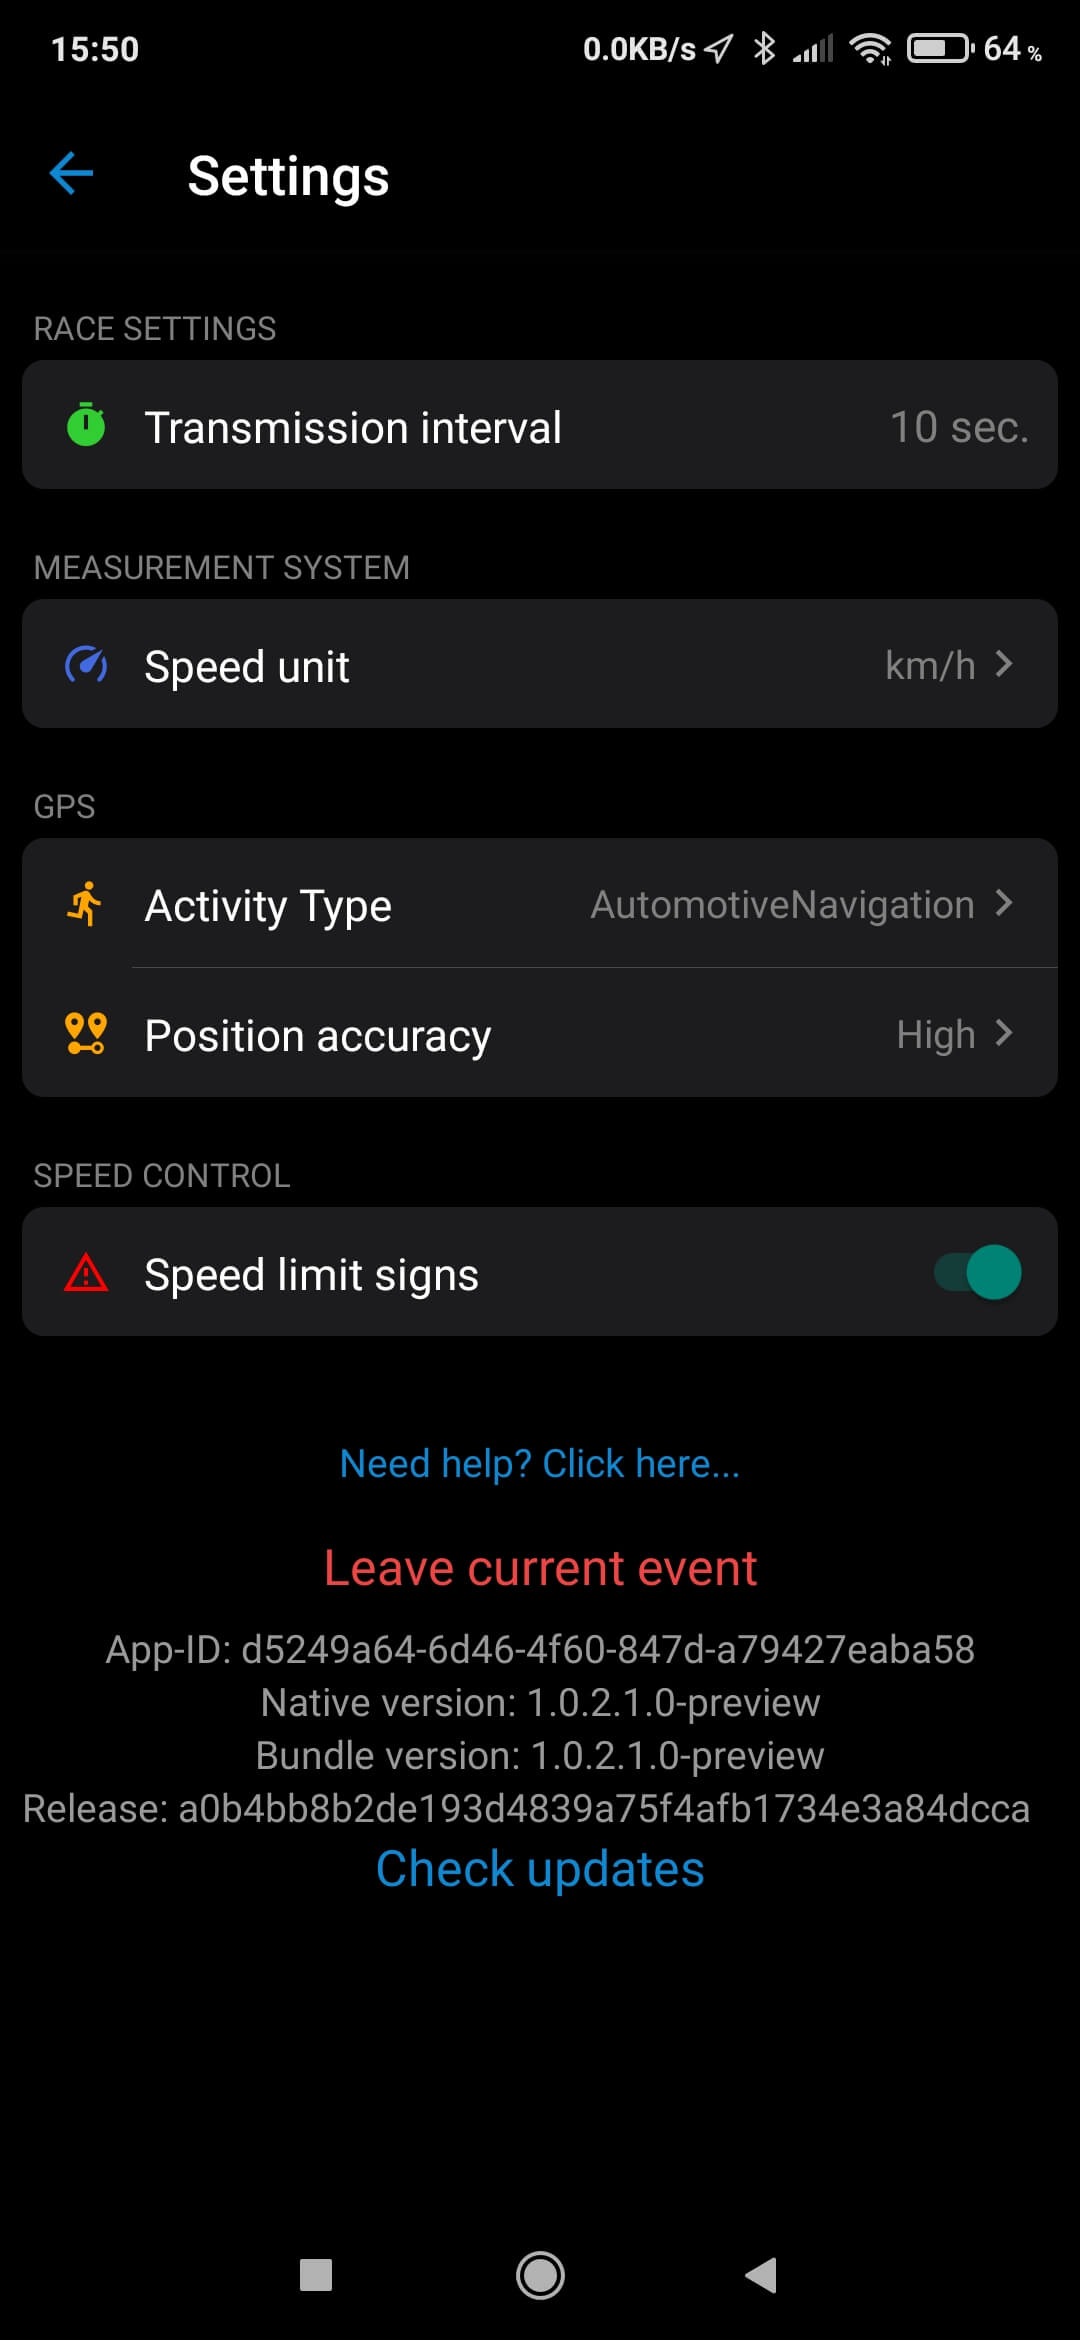 15:50 0.0KB/s 64 %
Settings
RACE SETTINGS
Transmission interval 10 sec.
MEASUREMENT SYSTEM
Speed unit km/h
GPS
Activity Type AutomotiveNavigation
Position accuracy High
SPEED CONTROL
Speed limit signs
Need help? Click here...
Leave current event
App-ID: d5249a64-6d46-4f60-847d-a79427eaba58
Native version: 1.0.2.1.0-preview
Bundle version: 1.0.2.1.0-preview
Release: a0b4bb8b2de193d4839a75f4afb1734e3a84dcca
Check updates